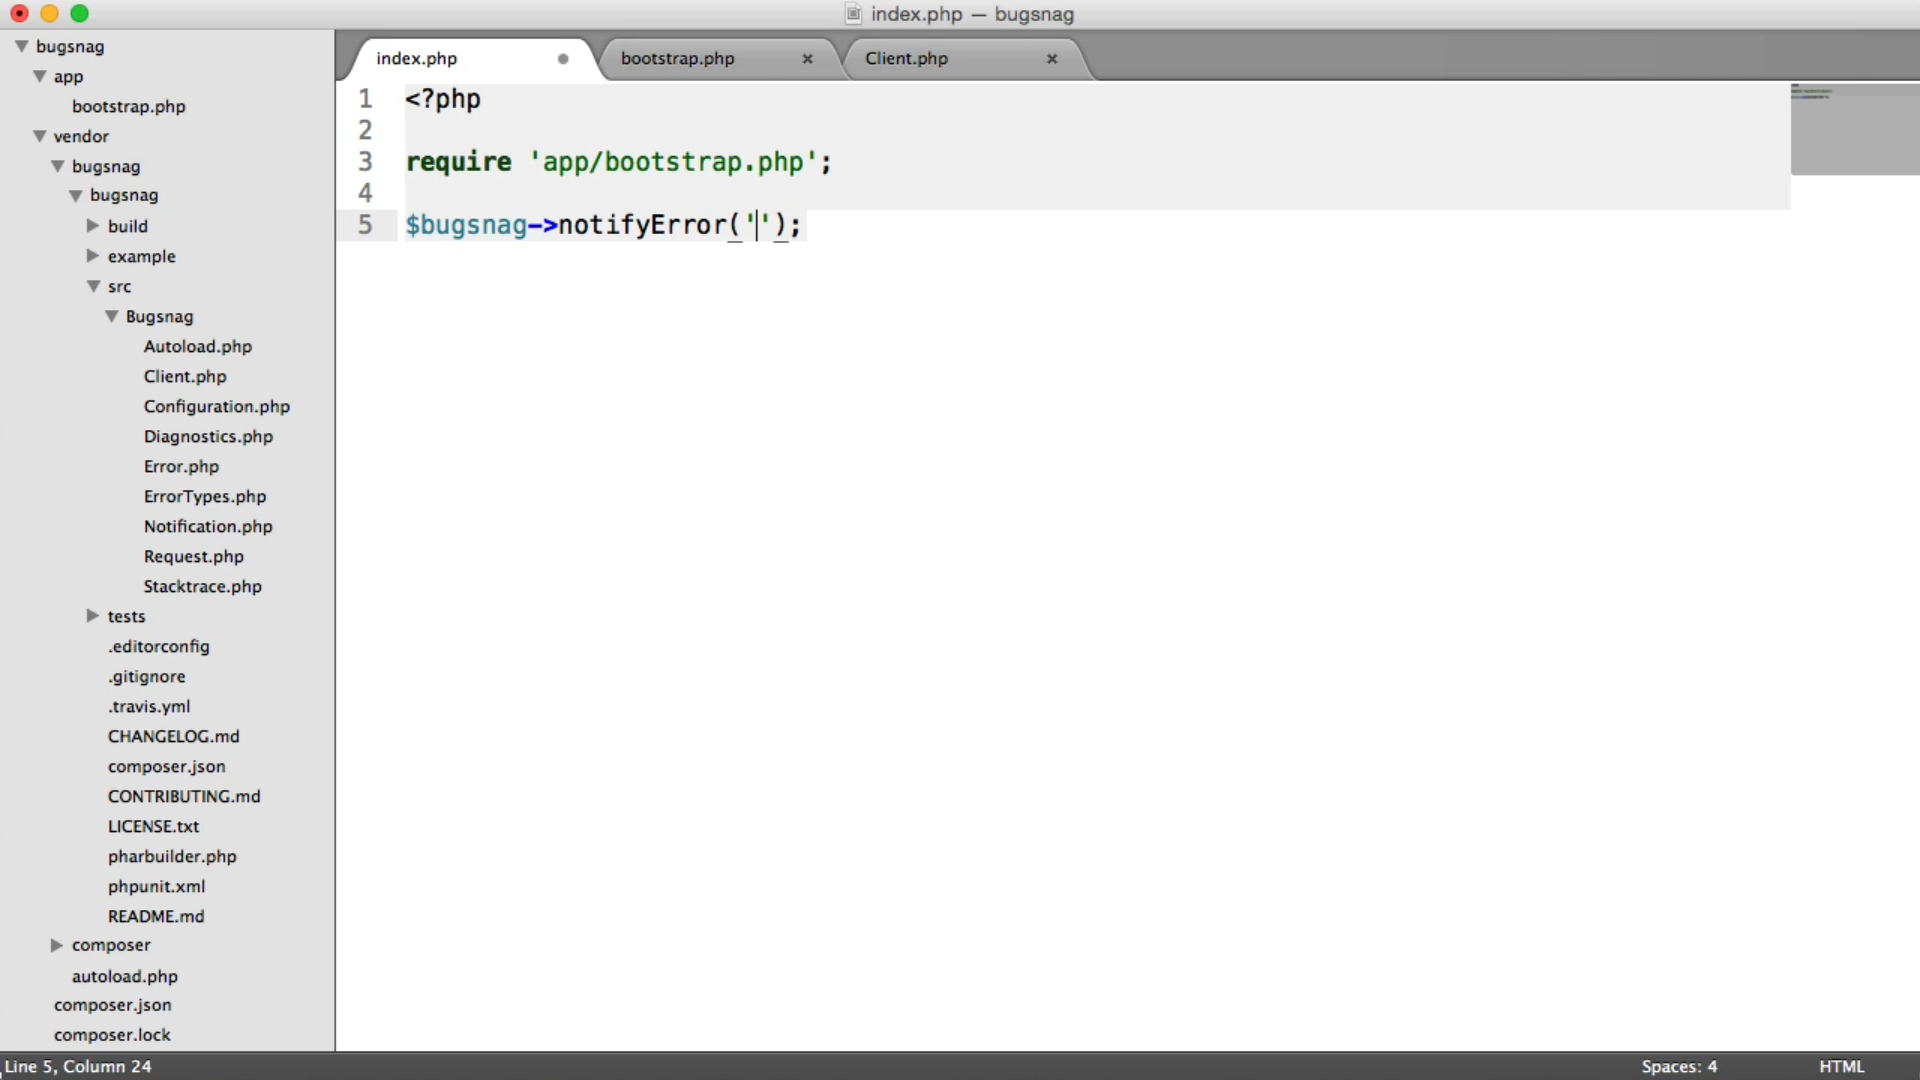 index.php — bugsnag
bugsnag
app
bootstrap.php
vendor
bugsnag
bugsnag
build
example
src
Bugsnag
Autoload.php
Client.php
Configuration.php
Diagnostics.php
Error.php
ErrorTypes.php
Notification.php
Request.php
Stacktrace.php
tests
.editorconfig
.gitignore
.travis.yml
CHANGELOG.md
composer.json
CONTRIBUTING.md
LICENSE.txt
pharbuilder.php
phpunit.xml
README.md
composer
autoload.php
composer.json
composer.lock
index.php bootstrap.php Client.php
1 <?php
2
3 require 'app/bootstrap.php';
4
5 $bugsnag->notifyError('');
Line 5, Column 24 Spaces: 4 HTML